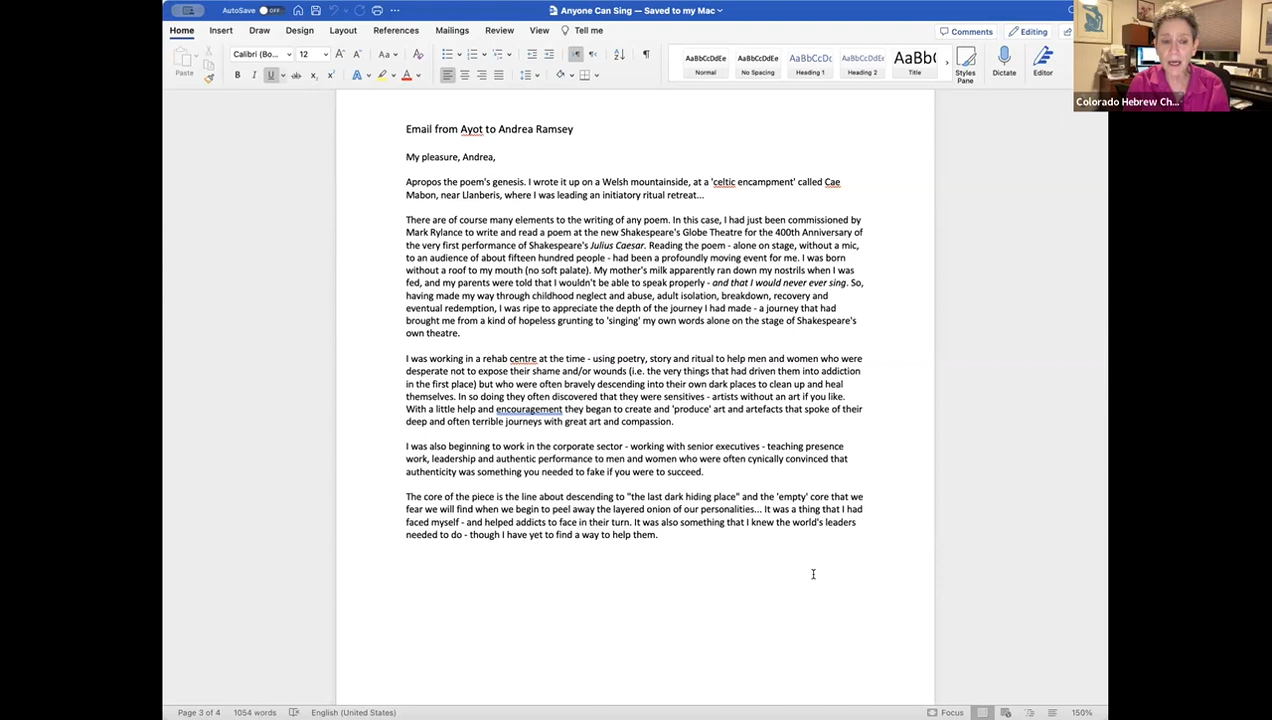 AutoSave OFF
Anyone Can Sing — Saved to my Mac
Home Insert Draw Design Layout References Mailings Review View Tell me
Comments Editing
Paste
Calibri (Bo... 12
AaBbCcDdEe AaBbCcDdEe AaBbCcDc AaBbCcDdEe AaBb(
Normal No Spacing Heading 1 Heading 2 Title
Styles Pane
Dictate
Editor
Colorado Hebrew Ch...
Email from Ayot to Andrea Ramsey
My pleasure, Andrea,
Apropos the poem's genesis. I wrote it up on a Welsh mountainside, at a 'celtic encampment' called Cae
Mabon, near Llanberis, where I was leading an initiatory ritual retreat...
There are of course many elements to the writing of any poem. In this case, I had just been commissioned by
Mark Rylance to write and read a poem at the new Shakespeare's Globe Theatre for the 400th Anniversary of
the very first performance of Shakespeare's Julius Caesar. Reading the poem - alone on stage, without a mic,
to an audience of about fifteen hundred people - had been a profoundly moving event for me. I was born
without a roof to my mouth (no soft palate). My mother's milk apparently ran down my nostrils when I was
fed, and my parents were told that I wouldn't be able to speak properly - and that I would never ever sing. So,
having made my way through childhood neglect and abuse, adult isolation, breakdown, recovery and
eventual redemption, I was ripe to appreciate the depth of the journey I had made - a journey that had
brought me from a kind of hopeless grunting to 'singing' my own words alone on the stage of Shakespeare's
own theatre.
I was working in a rehab centre at the time - using poetry, story and ritual to help men and women who were
desperate not to expose their shame and/or wounds (i.e. the very things that had driven them into addiction
in the first place) but who were often bravely descending into their own dark places to clean up and heal
themselves. In so doing they often discovered that they were sensitives - artists without an art if you like.
With a little help and encouragement they began to create and 'produce' art and artefacts that spoke of their
deep and often terrible journeys with great art and compassion.
I was also beginning to work in the corporate sector - working with senior executives - teaching presence
work, leadership and authentic performance to men and women who were often cynically convinced that
authenticity was something you needed to fake if you were to succeed.
The core of the piece is the line about descending to "the last dark hiding place" and the 'empty' core that we
fear we will find when we begin to peel away the layered onion of our personalities... It was a thing that I had
faced myself - and helped addicts to face in their turn. It was also something that I knew the world's leaders
needed to do - though I have yet to find a way to help them.
Page 3 of 4 1054 words English (United States) Focus 150%